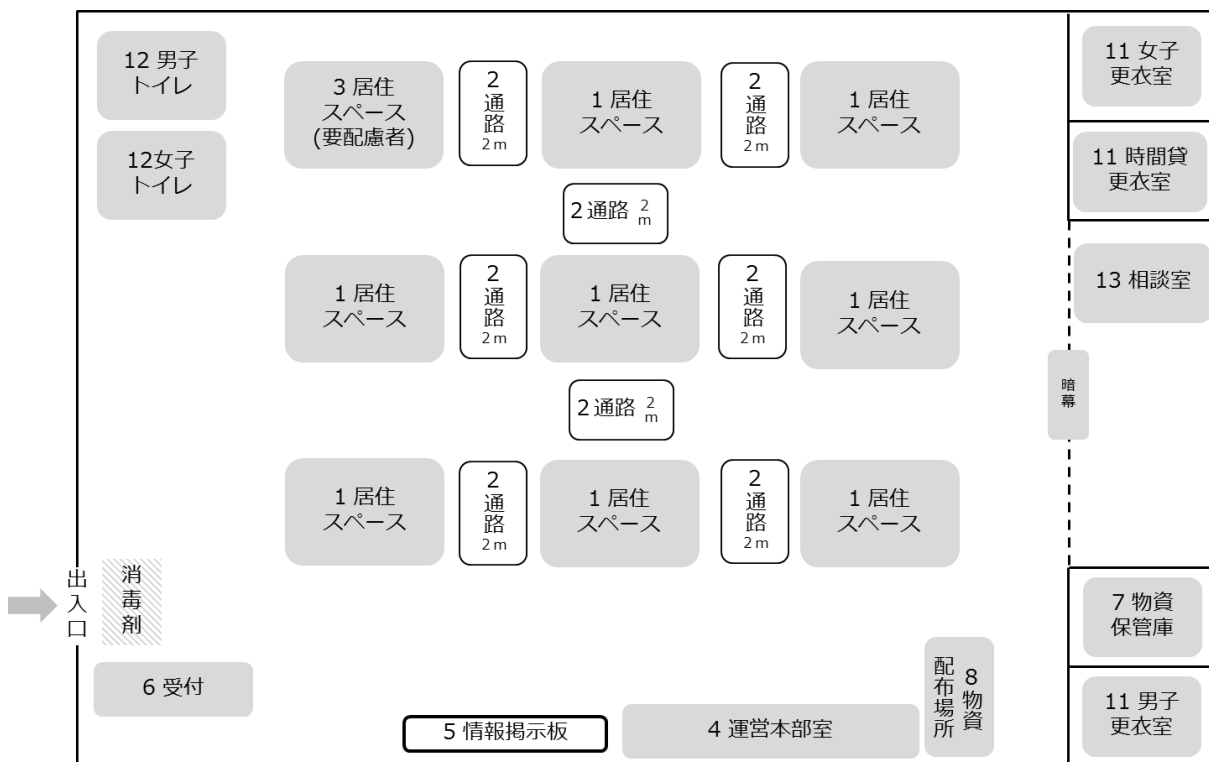 12 男子
トイレ
12女子
トイレ
3 居住
スペース
(要配慮者)
2
通
路
2m
1 居住
スペース
2
通
路
2m
1 居住
スペース
11 女子
更衣室
11 時間貸
更衣室
2 通路 2
m
1 居住
スペース
2
通
路
2m
1 居住
スペース
2
通
路
2m
1 居住
スペース
13 相談室
暗
幕
2 通路 2
m
1 居住
スペース
2
通
路
2m
1 居住
スペース
2
通
路
2m
1 居住
スペース
出入口
消毒剤
6 受付
5 情報掲示板
4 運営本部室
8 物資
配布場所
7 物資
保管庫
11 男子
更衣室